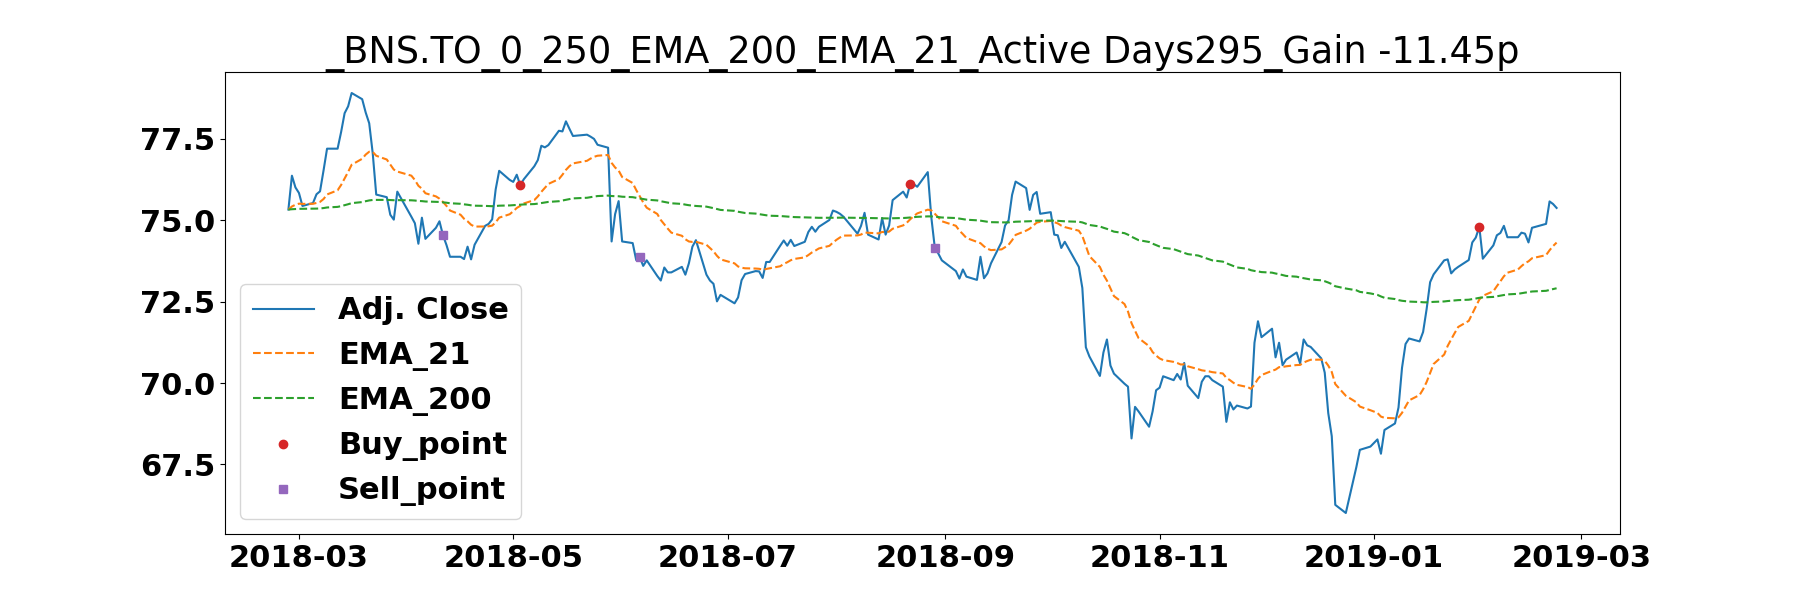 _BNS.TO_0_250_EMA_200_EMA_21_Active Days295_Gain -11.45p
77.5
75.0
72.5
70.0
67.5
Adj. Close
EMA_21
EMA_200
Buy_point
Sell_point
2018-03 2018-05 2018-07 2018-09 2018-11 2019-01 2019-03